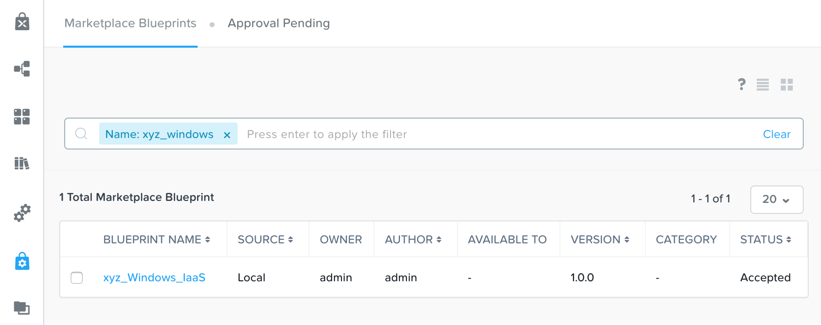 Marketplace Blueprints Approval Pending
?
Name: xyz_windows × Press enter to apply the filter Clear
1 Total Marketplace Blueprint 1 - 1 of 1 20
BLUEPRINT NAME SOURCE OWNER AUTHOR AVAILABLE TO VERSION CATEGORY STATUS
xyz_Windows_IaaS Local admin admin - 1.0.0 - Accepted